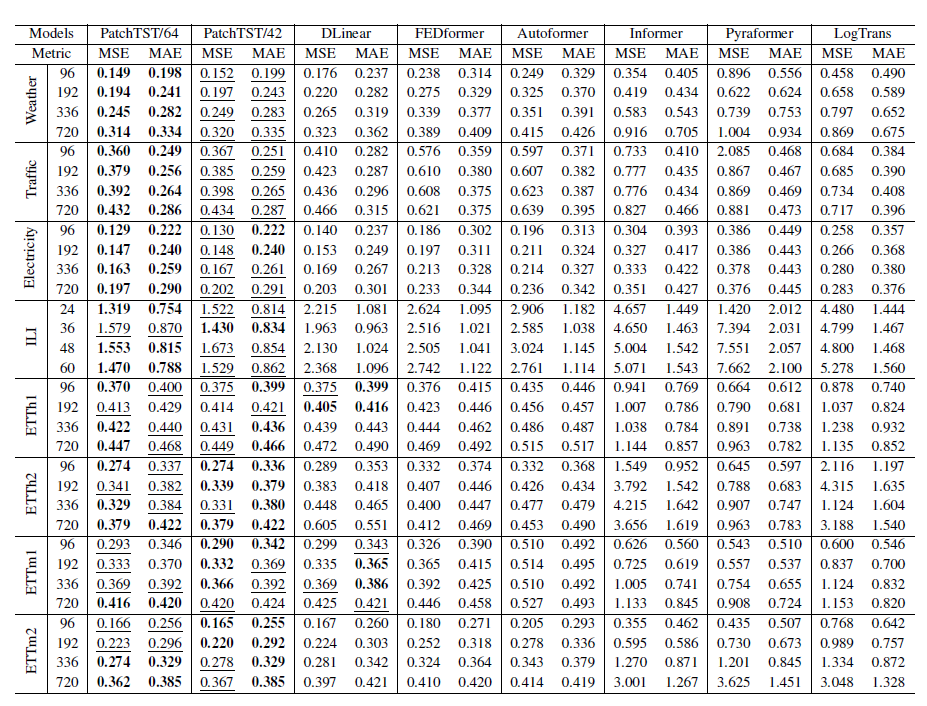 Models PatchTST/64 PatchTST/42 DLinear FEDformer Autoformer Informer Pyraformer LogTrans
Metric MSE MAE MSE MAE MSE MAE MSE MAE MSE MAE MSE MAE MSE MAE MSE MAE
Weather
96 0.149 0.198 0.152 0.199 0.176 0.237 0.238 0.314 0.249 0.329 0.354 0.405 0.896 0.556 0.458 0.490
192 0.194 0.241 0.197 0.243 0.220 0.282 0.275 0.329 0.325 0.370 0.419 0.434 0.622 0.624 0.658 0.589
336 0.245 0.282 0.249 0.283 0.265 0.319 0.339 0.377 0.351 0.391 0.583 0.543 0.739 0.753 0.797 0.652
720 0.314 0.334 0.320 0.335 0.323 0.362 0.389 0.409 0.415 0.426 0.916 0.705 1.004 0.934 0.869 0.675
Traffic
96 0.360 0.249 0.367 0.251 0.410 0.282 0.576 0.359 0.597 0.371 0.733 0.410 2.085 0.468 0.684 0.384
192 0.379 0.256 0.385 0.259 0.423 0.287 0.610 0.380 0.607 0.382 0.777 0.435 0.867 0.467 0.685 0.390
336 0.392 0.264 0.398 0.265 0.436 0.296 0.608 0.375 0.623 0.387 0.776 0.434 0.869 0.469 0.734 0.408
720 0.432 0.286 0.434 0.287 0.466 0.315 0.621 0.375 0.639 0.395 0.827 0.466 0.881 0.473 0.717 0.396
Electricity
96 0.129 0.222 0.130 0.222 0.140 0.237 0.186 0.302 0.196 0.313 0.304 0.393 0.386 0.449 0.258 0.357
192 0.147 0.240 0.148 0.240 0.153 0.249 0.197 0.311 0.211 0.324 0.327 0.417 0.386 0.443 0.266 0.368
336 0.163 0.259 0.167 0.261 0.169 0.267 0.213 0.328 0.214 0.327 0.333 0.422 0.378 0.443 0.280 0.380
720 0.197 0.290 0.202 0.291 0.203 0.301 0.233 0.344 0.236 0.342 0.351 0.427 0.376 0.445 0.283 0.376
ILI
24 1.319 0.754 1.522 0.814 2.215 1.081 2.624 1.095 2.906 1.182 4.657 1.449 1.420 2.012 4.480 1.444
36 1.579 0.870 1.430 0.834 1.963 0.963 2.516 1.021 2.585 1.038 4.650 1.463 7.394 2.031 4.799 1.467
48 1.553 0.815 1.673 0.854 2.130 1.024 2.505 1.041 3.024 1.145 5.004 1.542 7.551 2.057 4.800 1.468
60 1.470 0.788 1.529 0.862 2.368 1.096 2.742 1.122 2.761 1.114 5.071 1.543 7.662 2.100 5.278 1.560
ETTh1
96 0.370 0.400 0.375 0.399 0.375 0.399 0.376 0.415 0.435 0.446 0.941 0.769 0.664 0.612 0.878 0.740
192 0.413 0.429 0.414 0.421 0.405 0.416 0.423 0.446 0.456 0.457 1.007 0.786 0.790 0.681 1.037 0.824
336 0.422 0.440 0.431 0.436 0.439 0.443 0.444 0.462 0.486 0.487 1.038 0.784 0.891 0.738 1.238 0.932
720 0.447 0.468 0.449 0.466 0.472 0.490 0.469 0.492 0.515 0.517 1.144 0.857 0.963 0.782 1.135 0.852
ETTh2
96 0.274 0.337 0.274 0.336 0.289 0.353 0.332 0.374 0.332 0.368 1.549 0.952 0.645 0.597 2.116 1.197
192 0.341 0.382 0.339 0.379 0.383 0.418 0.407 0.446 0.426 0.434 3.792 1.542 0.788 0.683 4.315 1.635
336 0.329 0.384 0.331 0.380 0.448 0.465 0.400 0.447 0.477 0.479 4.215 1.642 0.907 0.747 1.124 1.604
720 0.379 0.422 0.379 0.422 0.605 0.551 0.412 0.469 0.453 0.490 3.656 1.619 0.963 0.783 3.188 1.540
ETTm1
96 0.293 0.346 0.290 0.342 0.299 0.343 0.326 0.390 0.510 0.492 0.626 0.560 0.543 0.510 0.600 0.546
192 0.333 0.370 0.332 0.369 0.335 0.365 0.365 0.415 0.514 0.495 0.725 0.619 0.557 0.537 0.837 0.700
336 0.369 0.392 0.366 0.392 0.369 0.386 0.392 0.425 0.510 0.492 1.005 0.741 0.754 0.655 1.124 0.832
720 0.416 0.420 0.420 0.424 0.425 0.421 0.446 0.458 0.527 0.493 1.133 0.845 0.908 0.724 1.153 0.820
ETTm2
96 0.166 0.256 0.165 0.255 0.167 0.260 0.180 0.271 0.205 0.293 0.355 0.462 0.435 0.507 0.768 0.642
192 0.223 0.296 0.220 0.292 0.224 0.303 0.252 0.318 0.278 0.336 0.595 0.586 0.730 0.673 0.989 0.757
336 0.274 0.329 0.278 0.329 0.281 0.342 0.324 0.364 0.343 0.379 1.270 0.871 1.201 0.845 1.334 0.872
720 0.362 0.385 0.367 0.385 0.397 0.421 0.410 0.420 0.414 0.419 3.001 1.267 3.625 1.451 3.048 1.328